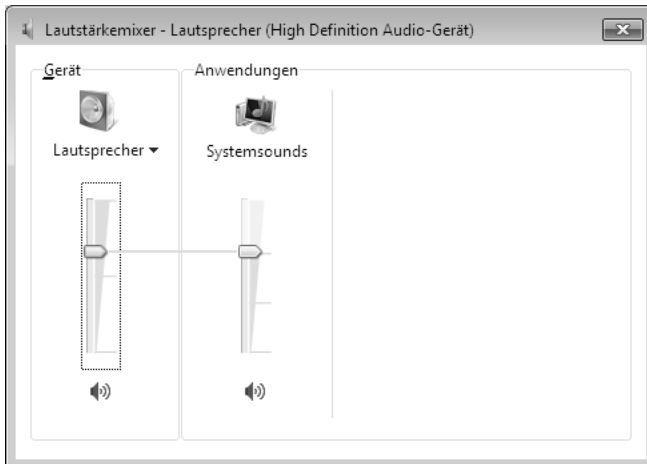 Lautstärkemixer - Lautsprecher (High Definition Audio-Gerät)
Gerät
Anwendungen
Lautsprecher
Systemsounds